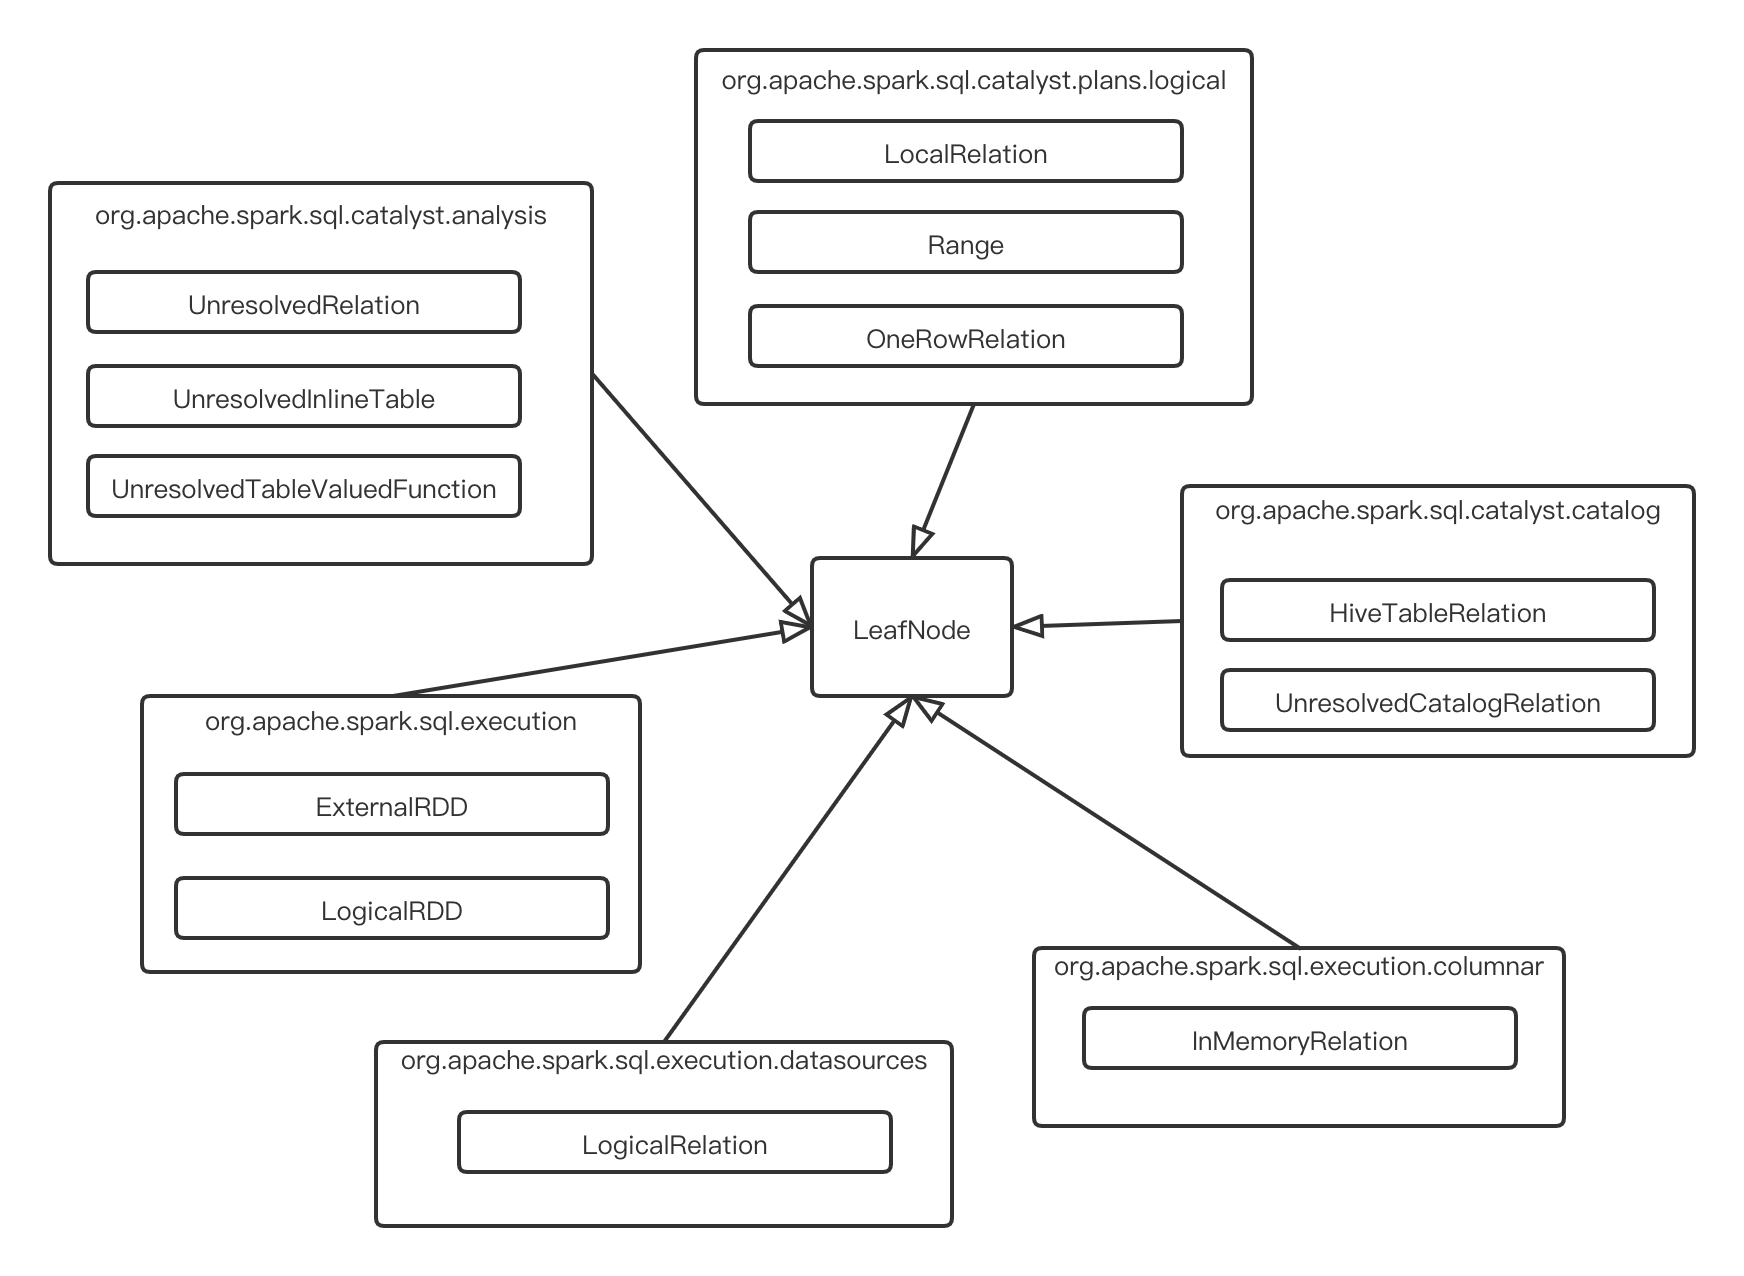 org.apache.spark.sql.catalyst.plans.logical
LocalRelation
Range
OneRowRelation
org.apache.spark.sql.catalyst.analysis
UnresolvedRelation
UnresolvedInlineTable
UnresolvedTableValuedFunction
org.apache.spark.sql.catalyst.catalog
HiveTableRelation
UnresolvedCatalogRelation
LeafNode
org.apache.spark.sql.execution
ExternalRDD
LogicalRDD
org.apache.spark.sql.execution.columnar
InMemoryRelation
org.apache.spark.sql.execution.datasources
LogicalRelation